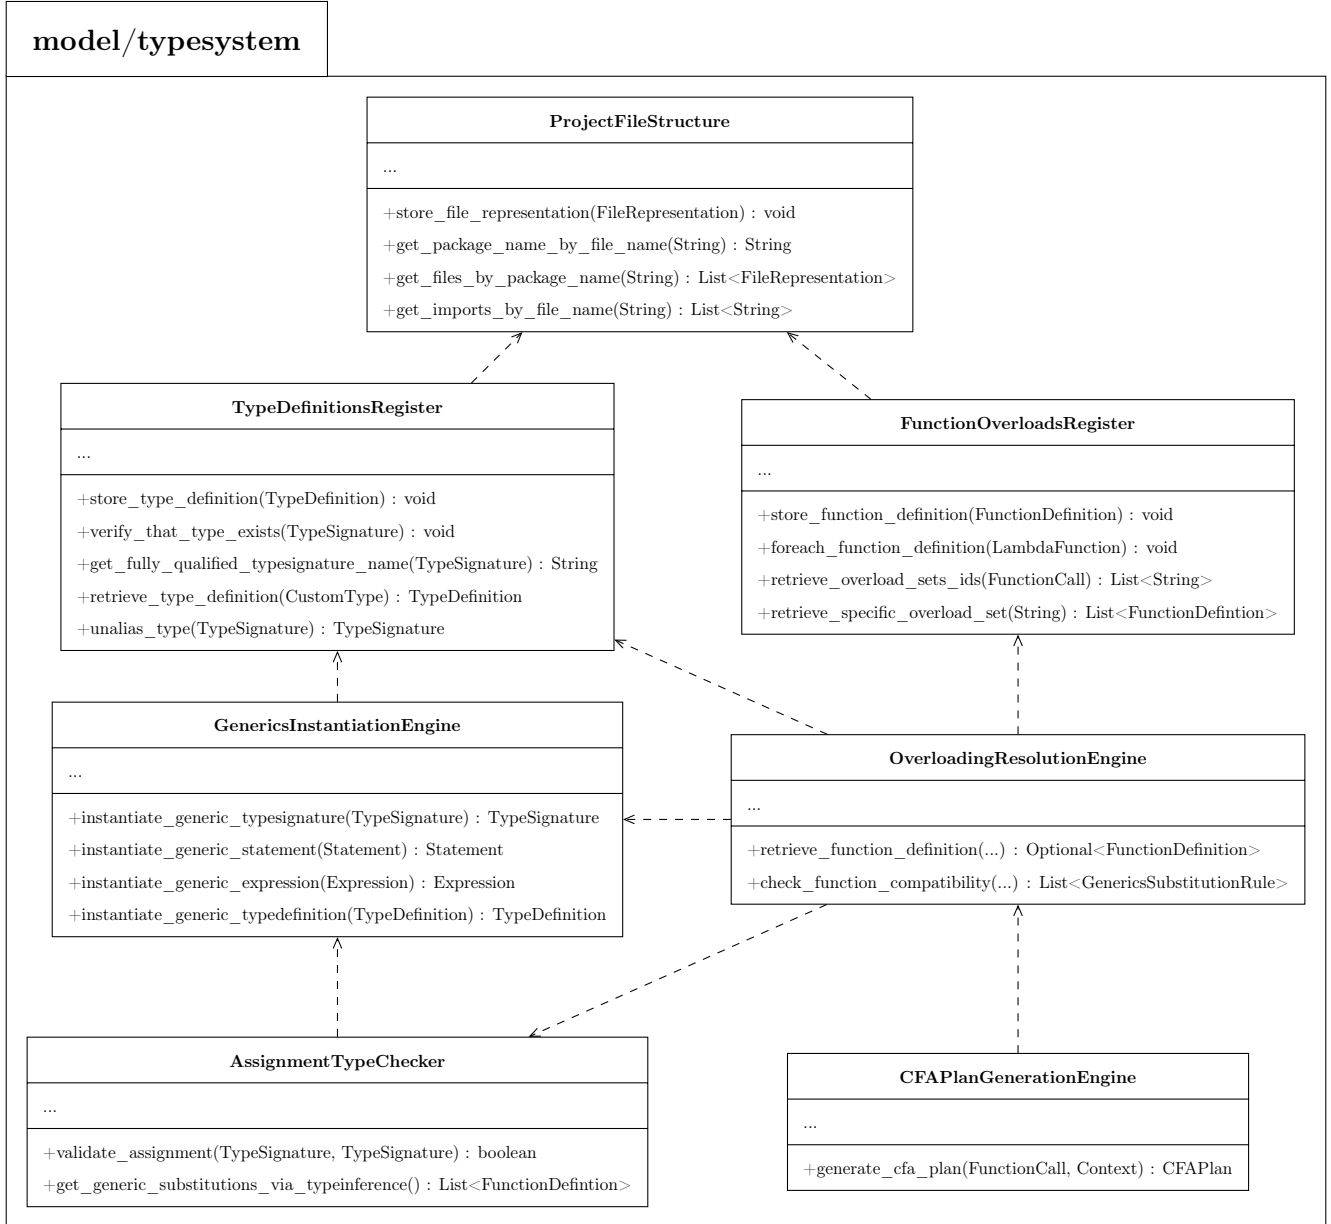 model/typesystem
ProjectFileStructure
...
+store_file_representation(FileRepresentation) : void
+get_package_name_by_file_name(String) : String
+get_files_by_package_name(String) : List<FileRepresentation>
+get_imports_by_file_name(String) : List<String>
TypeDefinitionsRegister
...
+store_type_definition(TypeDefinition) : void
+verify_that_type_exists(TypeSignature) : void
+get_fully_qualified_typesignature_name(TypeSignature) : String
+retrieve_type_definition(CustomType) : TypeDefinition
+unalias_type(TypeSignature) : TypeSignature
FunctionOverloadsRegister
...
+store_function_definition(FunctionDefinition) : void
+foreach_function_definition(LambdaFunction) : void
+retrieve_overload_sets_ids(FunctionCall) : List<String>
+retrieve_specific_overload_set(String) : List<FunctionDefintion>
GenericsInstantiationEngine
...
+instantiate_generic_typesignature(TypeSignature) : TypeSignature
+instantiate_generic_statement(Statement) : Statement
+instantiate_generic_expression(Expression) : Expression
+instantiate_generic_typedefinition(TypeDefinition) : TypeDefinition
OverloadingResolutionEngine
...
+retrieve_function_definition(...) : Optional<FunctionDefinition>
+check_function_compatibility(...) : List<GenericsSubstitutionRule>
AssignmentTypeChecker
...
+validate_assignment(TypeSignature, TypeSignature) : boolean
+get_generic_substitutions_via_typeinference() : List<FunctionDefintion>
CFAPlanGenerationEngine
...
+generate_cfa_plan(FunctionCall, Context) : CFAPlan